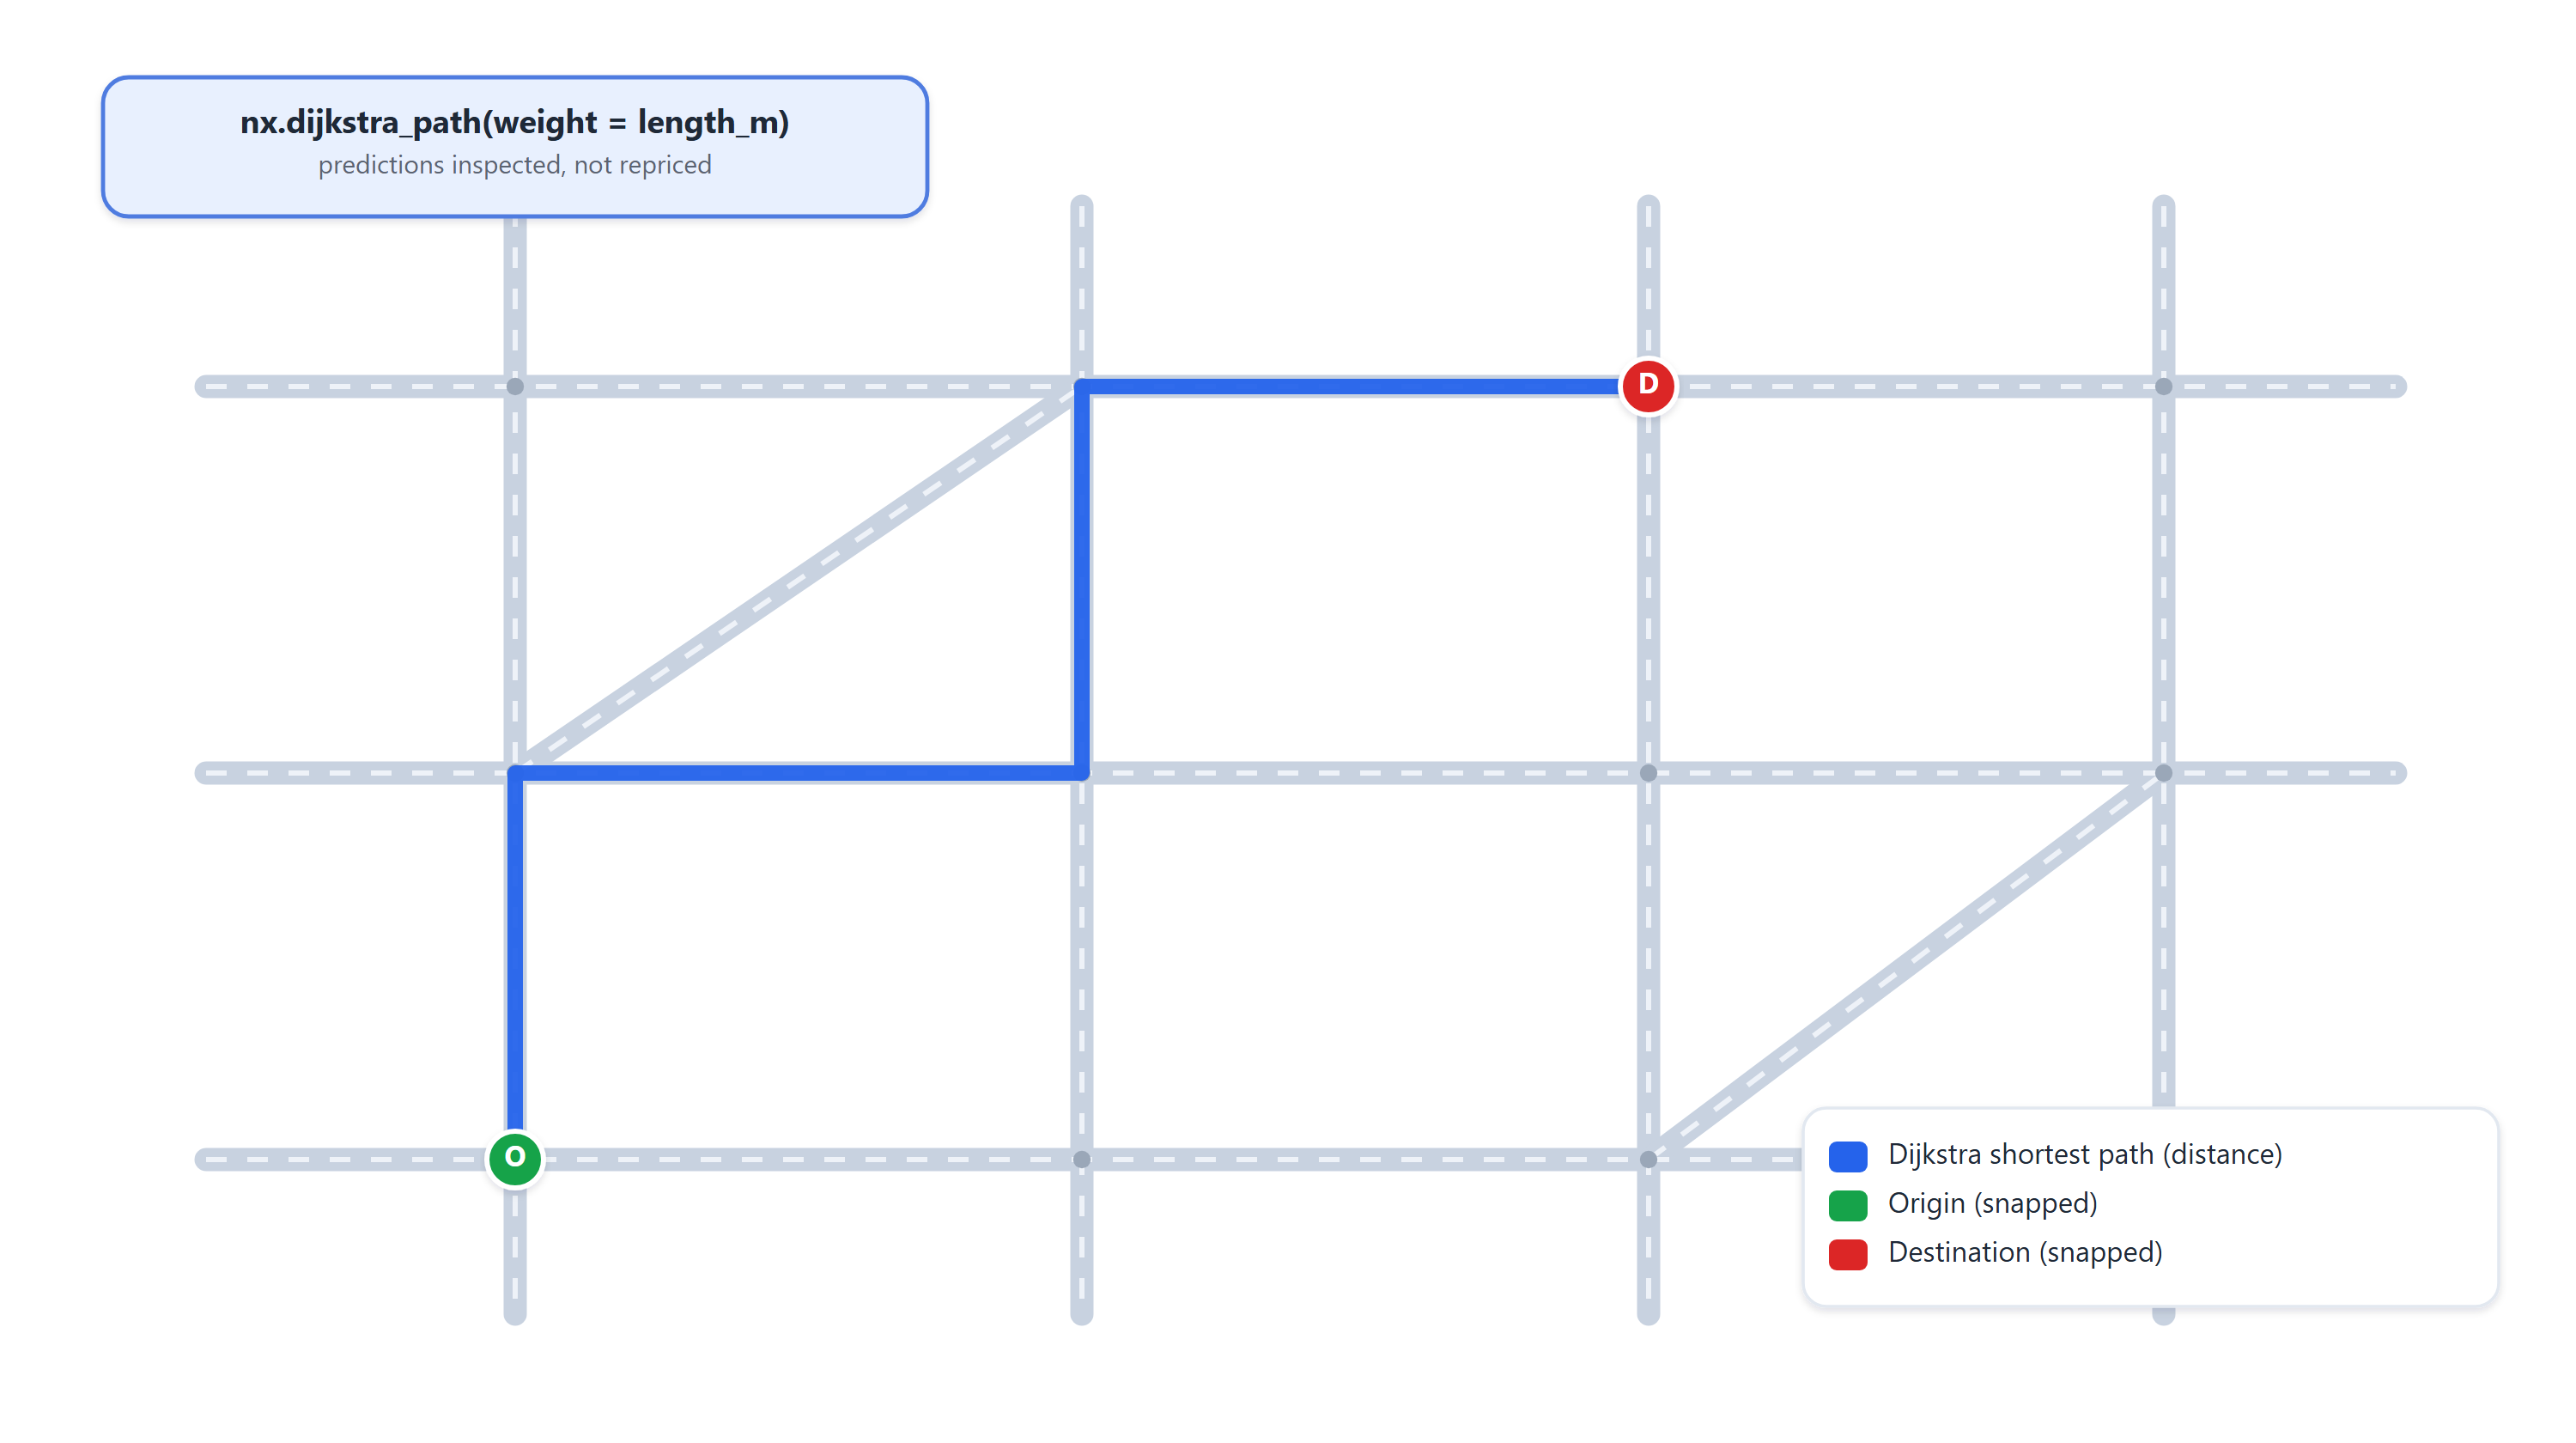 nx.dijkstra_path(weight = length_m)
predictions inspected, not repriced
D
O
Dijkstra shortest path (distance)
Origin (snapped)
Destination (snapped)